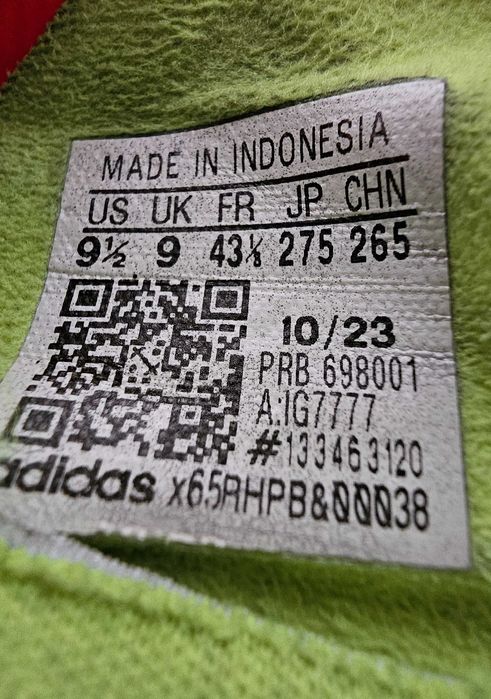 MADE IN INDONESIA
US UK FR JP CHN
9½ 9 43⅓ 275 265
10/23
PRB 698001
A:IG7777
#133463120
adidas x65RHPB&00038